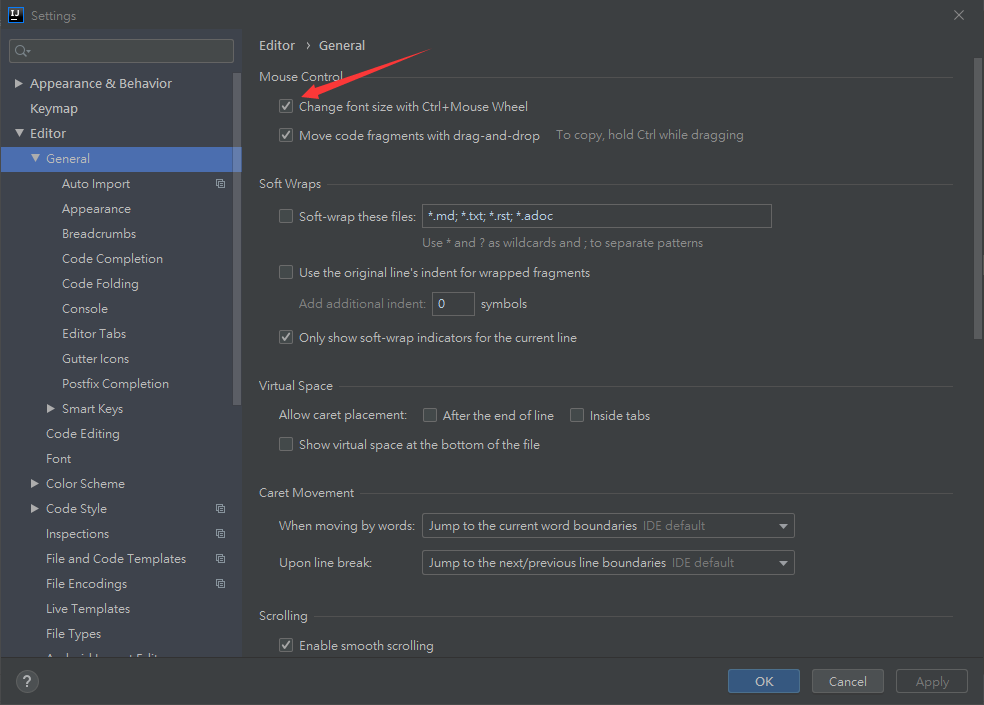 IJ
Settings
Appearance & Behavior
Keymap
Editor
General
Auto Import
Appearance
Breadcrumbs
Code Completion
Code Folding
Console
Editor Tabs
Gutter Icons
Postfix Completion
Smart Keys
Code Editing
Font
Color Scheme
Code Style
Inspections
File and Code Templates
File Encodings
Live Templates
File Types
Editor › General
Mouse Control
Change font size with Ctrl+Mouse Wheel
Move code fragments with drag-and-drop To copy, hold Ctrl while dragging
Soft Wraps
Soft-wrap these files: *.md; *.txt; *.rst; *.adoc
Use * and ? as wildcards and ; to separate patterns
Use the original line's indent for wrapped fragments
Add additional indent: 0 symbols
Only show soft-wrap indicators for the current line
Virtual Space
Allow caret placement: After the end of line Inside tabs
Show virtual space at the bottom of the file
Caret Movement
When moving by words: Jump to the current word boundaries IDE default
Upon line break: Jump to the next/previous line boundaries IDE default
Scrolling
Enable smooth scrolling
?
OK Cancel Apply